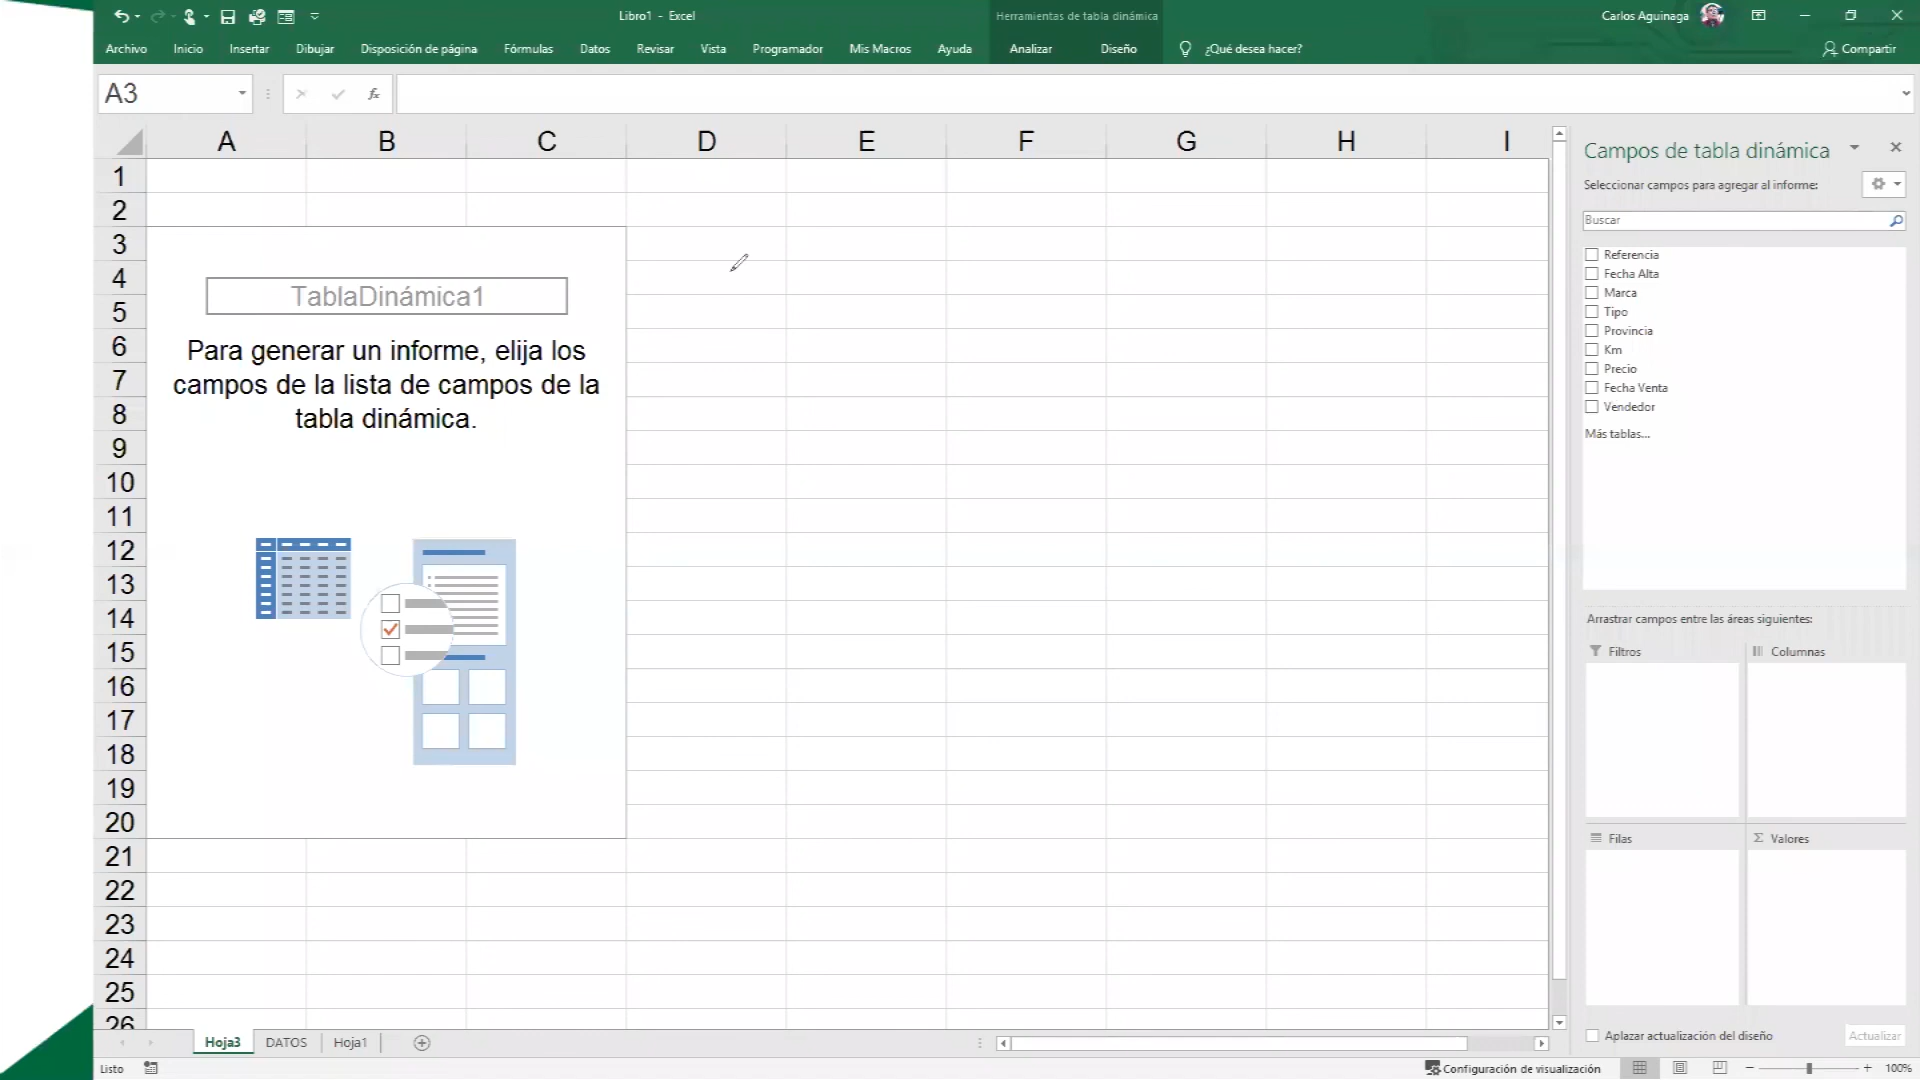 Libro1 - Excel
Herramientas de tabla dinámica
Carlos Aguinaga
Archivo
Inicio
Insertar
Dibujar
Disposición de página
Fórmulas
Datos
Revisar
Vista
Programador
Mis Macros
Ayuda
Analizar
Diseño
¿Qué desea hacer?
Compartir
A3
fx
A B C D E F G H I
1
2
3
4
5
6
7
8
9
10
11
12
13
14
15
16
17
18
19
20
21
22
23
24
25
26
TablaDinámica1
Para generar un informe, elija los
campos de la lista de campos de la
tabla dinámica.
Campos de tabla dinámica
Seleccionar campos para agregar al informe:
Buscar
Referencia
Fecha Alta
Marca
Tipo
Provincia
Km
Precio
Fecha Venta
Vendedor
Más tablas...
Arrastrar campos entre las áreas siguientes:
Filtros
Columnas
Filas
Σ Valores
Aplazar actualización del diseño
Actualizar
Hoja3
DATOS
Hoja1
Listo
Configuración de visualización
100%